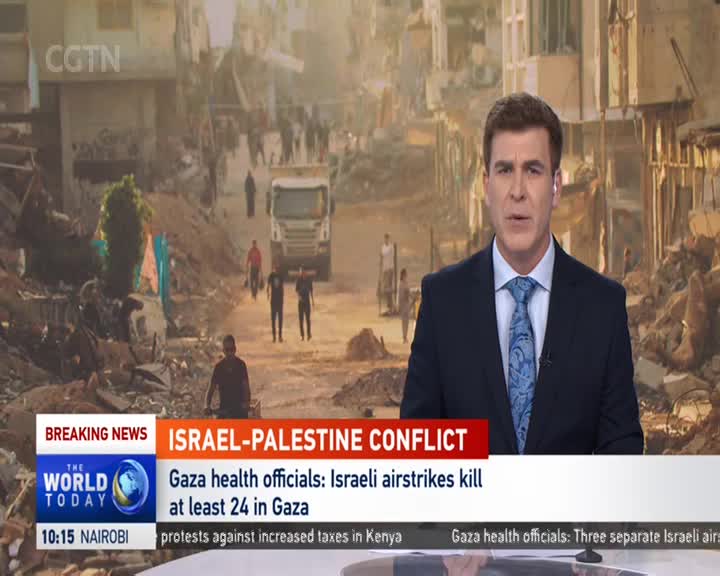 CGTN
BREAKING NEWS
ISRAEL-PALESTINE CONFLICT
Gaza health officials: Israeli airstrikes kill
at least 24 in Gaza
THE
WORLD
TODAY
10:15 NAIROBI
protests against increased taxes in Kenya Gaza health officials: Three separate Israeli airs